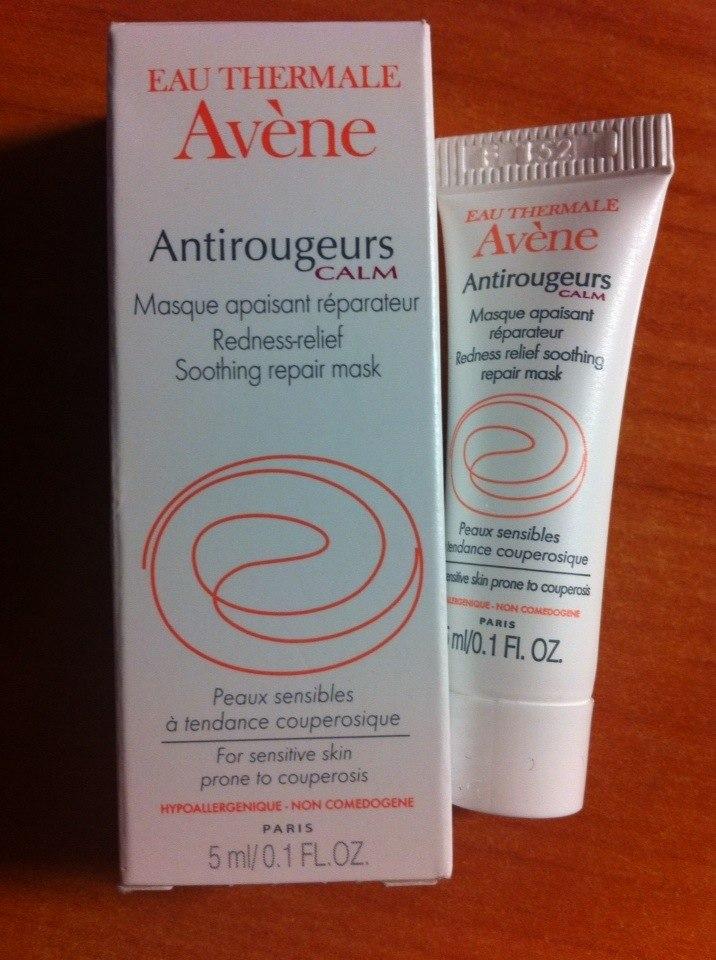 EAU THERMALE
Avène
Antirougeurs
CALM
Masque apaisant réparateur
Redness-relief
Soothing repair mask
Peaux sensibles
à tendance couperosique
For sensitive skin
prone to couperosis
HYPOALLERGENIQUE - NON COMEDOGENE
PARIS
5 ml/0.1 FL.OZ.
EAU THERMALE
Avène
Antirougeurs
CALM
Masque apaisant
réparateur
Redness relief soothing
repair mask
Peaux sensibles
tendance couperosique
skin prone to couperosis
NON COMEDOGENE
PARIS
ml/0.1 Fl. OZ.